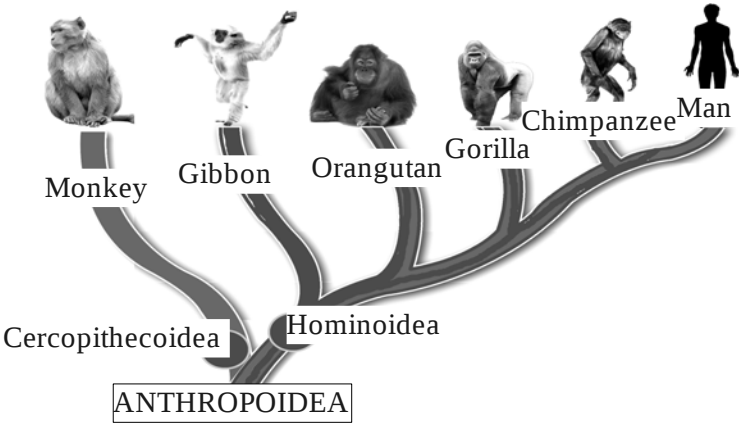 Monkey
Gibbon
Orangutan
Gorilla
Chimpanzee
Man
Cercopithecoidea
Hominoidea
ANTHROPOIDEA